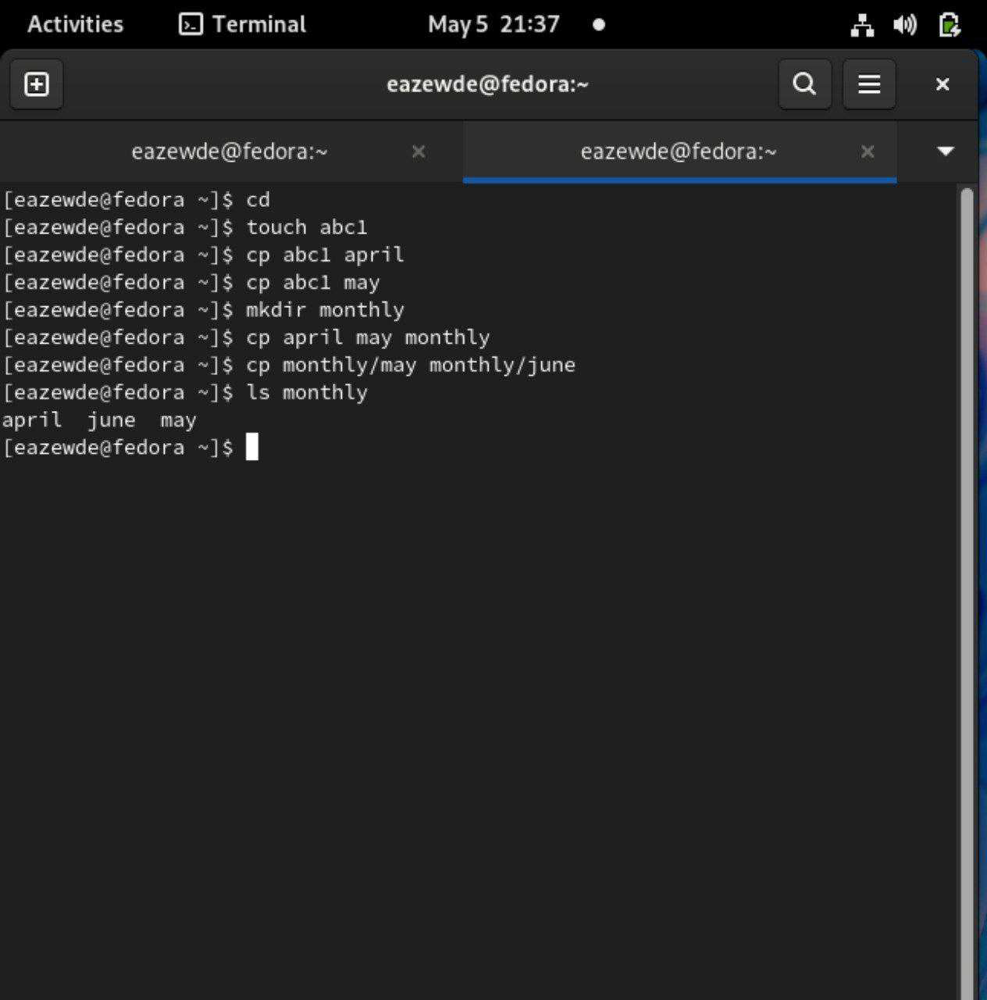 Activities Terminal May 5 21:37
eazewde@fedora:~
eazewde@fedora:~ eazewde@fedora:~
[eazewde@fedora ~]$ cd
[eazewde@fedora ~]$ touch abc1
[eazewde@fedora ~]$ cp abc1 april
[eazewde@fedora ~]$ cp abc1 may
[eazewde@fedora ~]$ mkdir monthly
[eazewde@fedora ~]$ cp april may monthly
[eazewde@fedora ~]$ cp monthly/may monthly/june
[eazewde@fedora ~]$ ls monthly
april  june  may
[eazewde@fedora ~]$